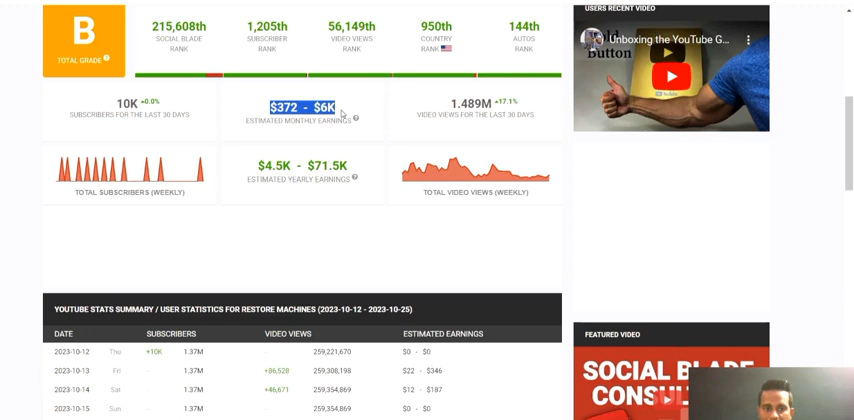 USERS RECENT VIDEO
B
TOTAL GRADE
215,608th
SOCIAL BLADE
RANK
1,205th
SUBSCRIBER
RANK
56,149th
VIDEO VIEWS
RANK
950th
COUNTRY
RANK
144th
AUTOS
RANK
10K ▲0.0%
SUBSCRIBERS FOR THE LAST 30 DAYS
$372 - $6K
ESTIMATED MONTHLY EARNINGS
1.489M ▲17.1%
VIDEO VIEWS FOR THE LAST 30 DAYS
Unboxing the YouTube G...
Button
TOTAL SUBSCRIBERS (WEEKLY)
$4.5K - $71.5K
ESTIMATED YEARLY EARNINGS
TOTAL VIDEO VIEWS (WEEKLY)
YOUTUBE STATS SUMMARY / USER STATISTICS FOR RESTORE MACHINES (2023-10-12 - 2023-10-25)
DATE SUBSCRIBERS VIDEO VIEWS ESTIMATED EARNINGS
2023-10-12 Thu +10K 1.37M - 259,221,670 $0 - $0
2023-10-13 Fri - 1.37M +86,528 259,308,198 $22 - $346
2023-10-14 Sat - 1.37M +46,671 259,354,869 $12 - $187
2023-10-15 Sun - 1.37M - 259,354,869 $0 - $0
FEATURED VIDEO
SOCIAL BLADE